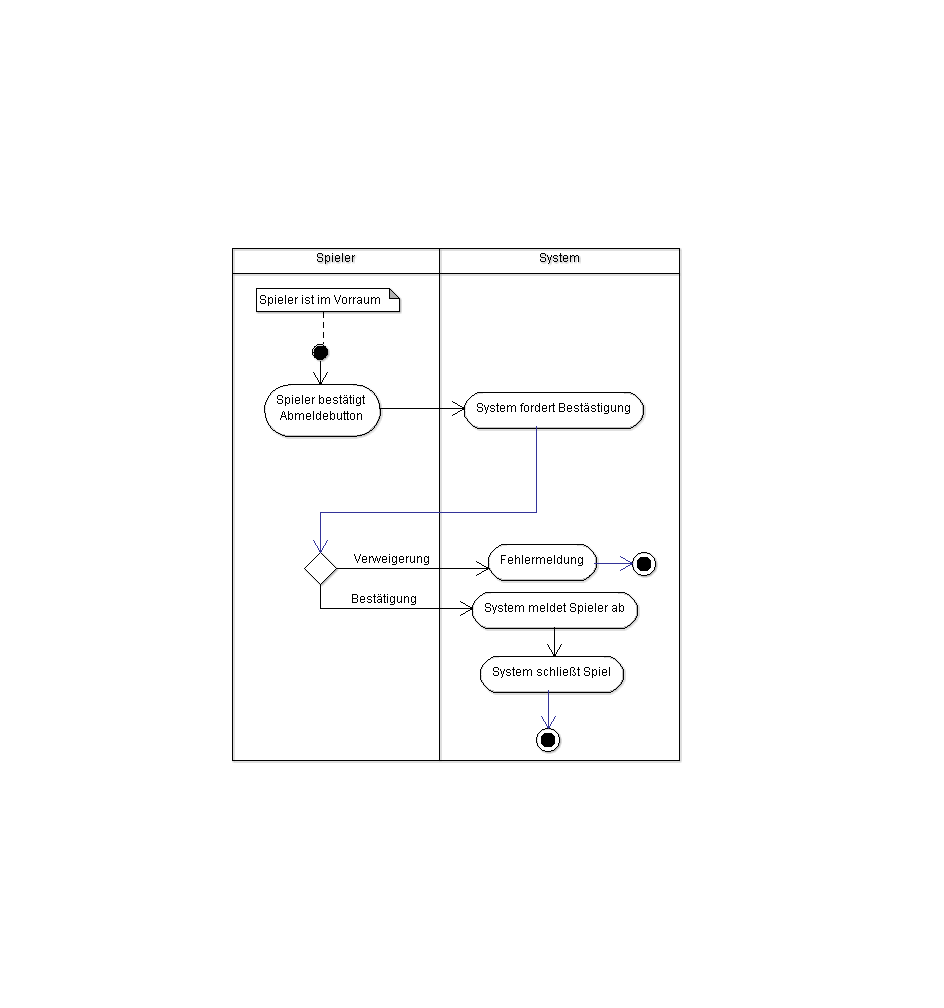 Spieler
System
Spieler ist im Vorraum
Spieler bestätigt
Abmeldebutton
System fordert Bestästigung
Verweigerung
Fehlermeldung
Bestätigung
System meldet Spieler ab
System schließt Spiel